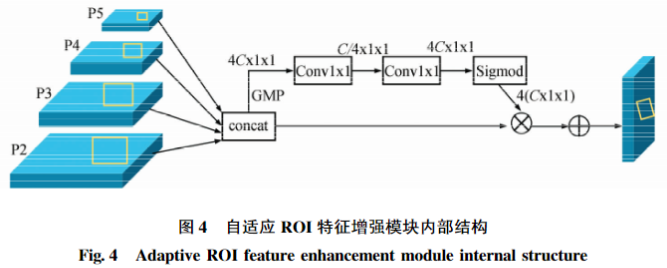 P5
P4
P3
P2
concat
4Cx1x1
GMP
Conv1x1
C/4x1x1
Conv1x1
4Cx1x1
Sigmod
4(Cx1x1)
图 4 自适应 ROI 特征增强模块内部结构
Fig. 4 Adaptive ROI feature enhancement module internal structure